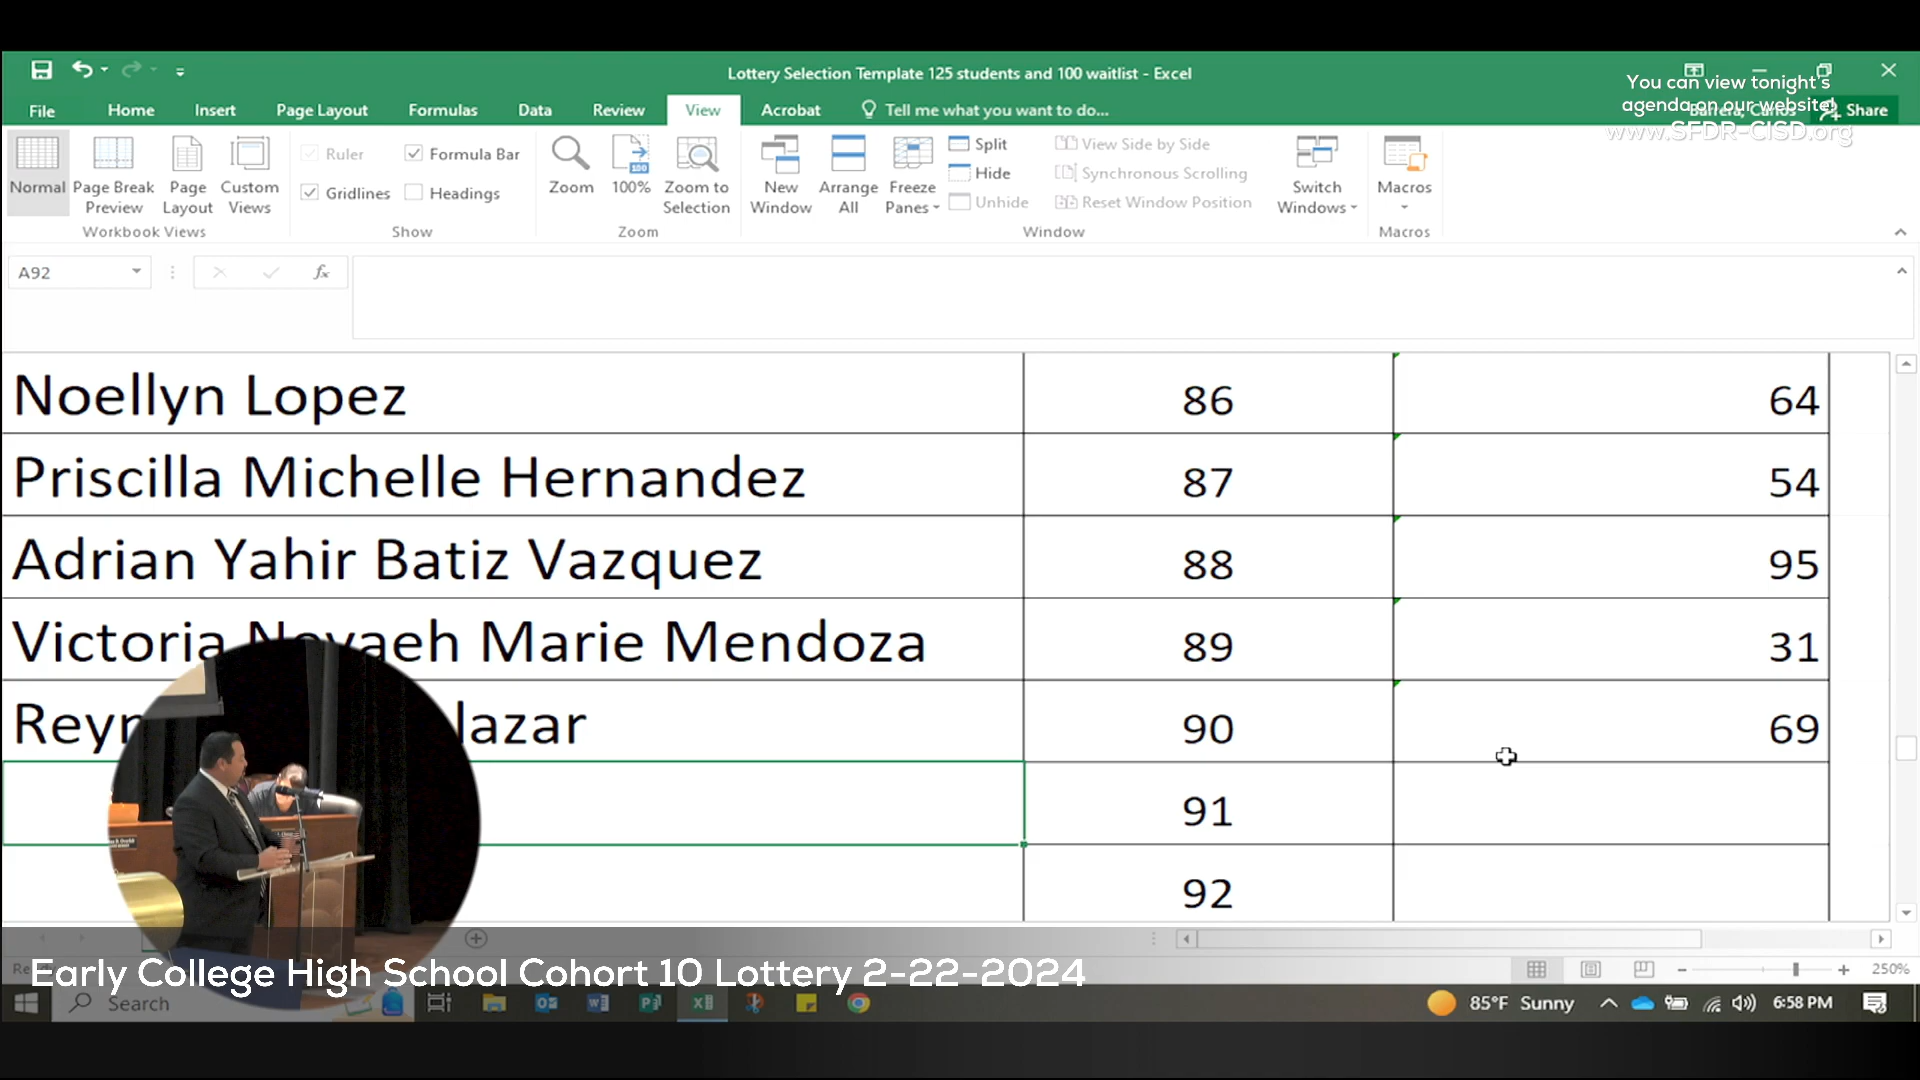 Lottery Selection Template 125 students and 100 waitlist - Excel
You can view tonight's
agenda on our website!
www.SFDR-CISD.org
File Home Insert Page Layout Formulas Data Review View Acrobat Tell me what you want to do... Share
Normal Page Break Preview Page Layout Custom Views
Workbook Views
Ruler Formula Bar
Gridlines Headings
Show
Zoom 100% Zoom to Selection
Zoom
New Window Arrange All Freeze Panes
Split View Side by Side
Hide Synchronous Scrolling
Unhide Reset Window Position
Switch Windows
Window
Macros
Macros
A92 fx
Noellyn Lopez 86 64
Priscilla Michelle Hernandez 87 54
Adrian Yahir Batiz Vazquez 88 95
Victoria Marie Mendoza 89 31
90 69
91
92
Early College High School Cohort 10 Lottery 2-22-2024
250%
Search
85°F Sunny 6:58 PM